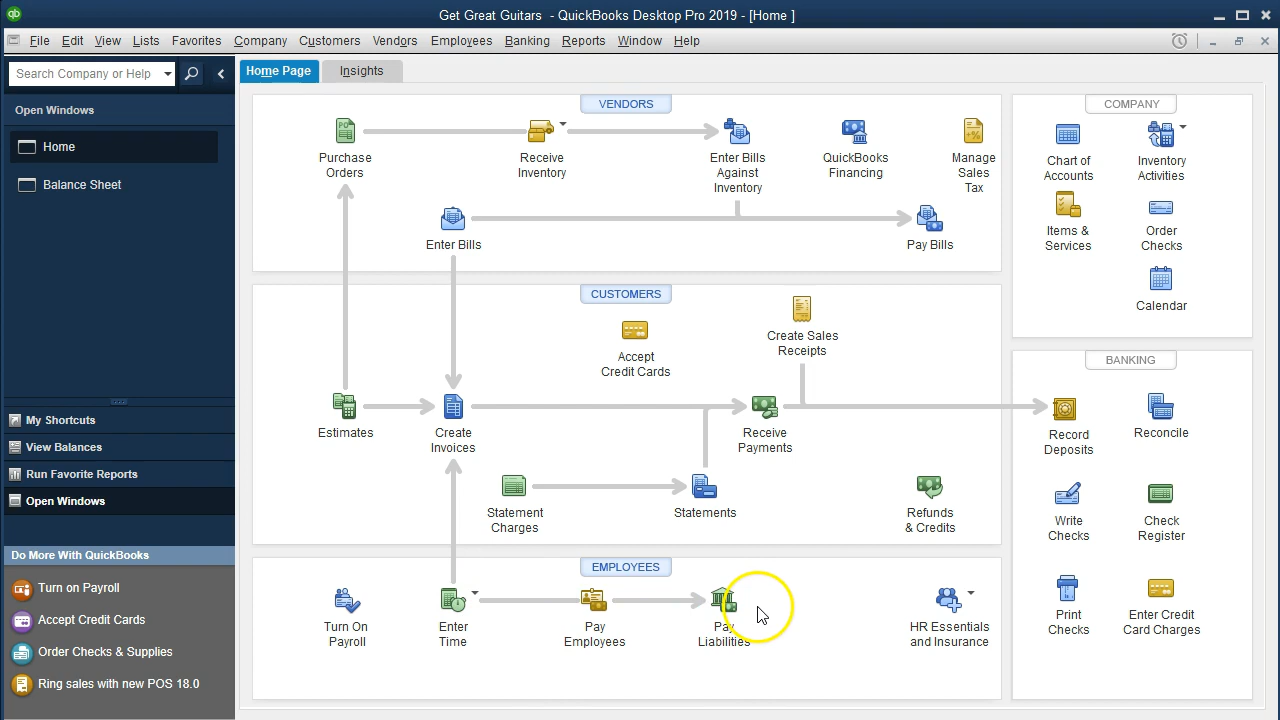 Get Great Guitars - QuickBooks Desktop Pro 2019 - [Home ]
File Edit View Lists Favorites Company Customers Vendors Employees Banking Reports Window Help
Search Company or Help
Home Page
Insights
Open Windows
Home
Balance Sheet
My Shortcuts
View Balances
Run Favorite Reports
Open Windows
Do More With QuickBooks
Turn on Payroll
Accept Credit Cards
Order Checks & Supplies
Ring sales with new POS 18.0
VENDORS
Purchase
Orders
Receive
Inventory
Enter Bills
Against
Inventory
QuickBooks
Financing
Manage
Sales
Tax
Enter Bills
Pay Bills
CUSTOMERS
Accept
Credit Cards
Create Sales
Receipts
Estimates
Create
Invoices
Receive
Payments
Statement
Charges
Statements
Refunds
& Credits
EMPLOYEES
Turn On
Payroll
Enter
Time
Pay
Employees
Pay
Liabilities
HR Essentials
and Insurance
COMPANY
Chart of
Accounts
Inventory
Activities
Items &
Services
Order
Checks
Calendar
BANKING
Record
Deposits
Reconcile
Write
Checks
Check
Register
Print
Checks
Enter Credit
Card Charges